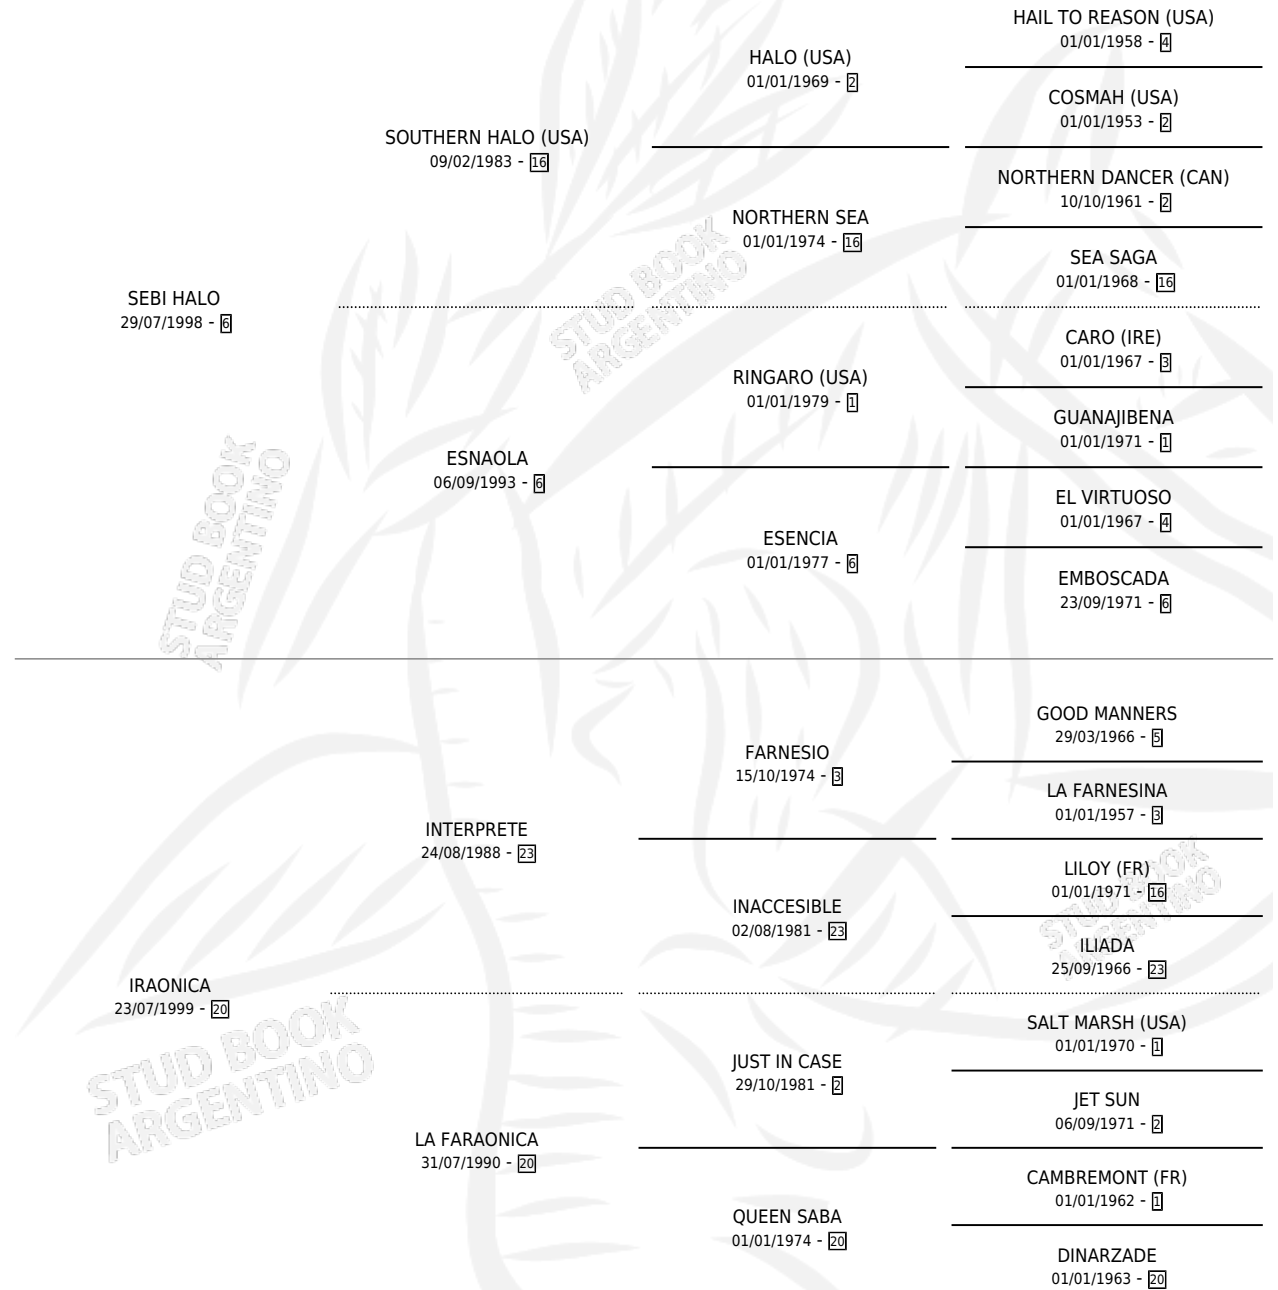 HAIL TO REASON (USA)
01/01/1958 - 4
HALO (USA)
01/01/1969 - 2
COSMAH (USA)
01/01/1953 - 2
SOUTHERN HALO (USA)
09/02/1983 - 16
NORTHERN DANCER (CAN)
10/10/1961 - 2
NORTHERN SEA
01/01/1974 - 16
SEA SAGA
01/01/1968 - 16
SEBI HALO
29/07/1998 - 6
CARO (IRE)
01/01/1967 - 3
RINGARO (USA)
01/01/1979 - 1
GUANAJIBENA
01/01/1971 - 1
ESNAOLA
06/09/1993 - 6
EL VIRTUOSO
01/01/1967 - 4
ESENCIA
01/01/1977 - 6
EMBOSCADA
23/09/1971 - 6
GOOD MANNERS
29/03/1966 - 5
FARNESIO
15/10/1974 - 3
LA FARNESINA
01/01/1957 - 3
INTERPRETE
24/08/1988 - 23
LILOY (FR)
01/01/1971 - 16
INACCESIBLE
02/08/1981 - 23
ILIADA
25/09/1966 - 23
IRAONICA
23/07/1999 - 20
SALT MARSH (USA)
01/01/1970 - 1
JUST IN CASE
29/10/1981 - 2
JET SUN
06/09/1971 - 2
LA FARAONICA
31/07/1990 - 20
CAMBREMONT (FR)
01/01/1962 - 1
QUEEN SABA
01/01/1974 - 20
DINARZADE
01/01/1963 - 20
STUD BOOK
ARGENTINO
STUD BOOK
ARGENTINO
STUD BOOK
ARGENTINO
STUD BOOK
ARGENTINO